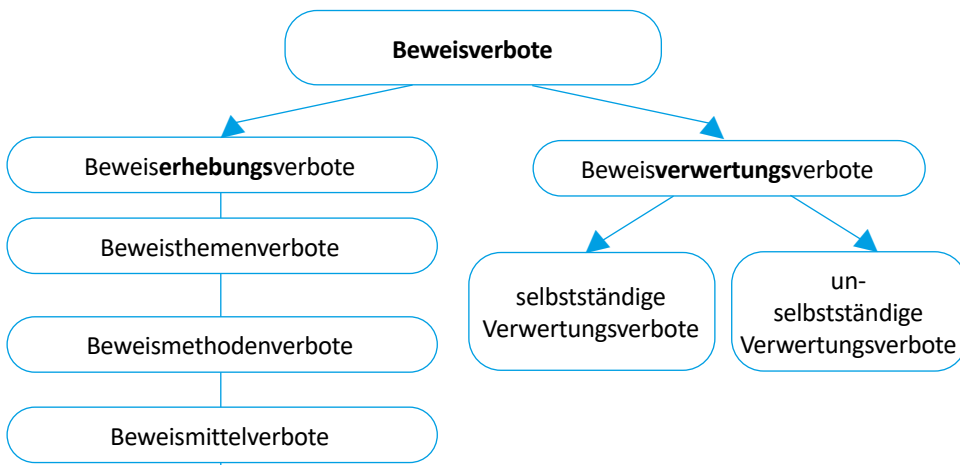 Beweisverbote
Beweiserhebungsverbote
Beweisverwertungsverbote
Beweisthemenverbote
selbstständige
Verwertungsverbote
un-
selbstständige
Verwertungsverbote
Beweismethodenverbote
Beweismittelverbote